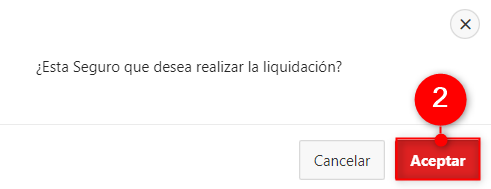 ¿Esta Seguro que desea realizar la liquidación?
2
Cancelar
Aceptar